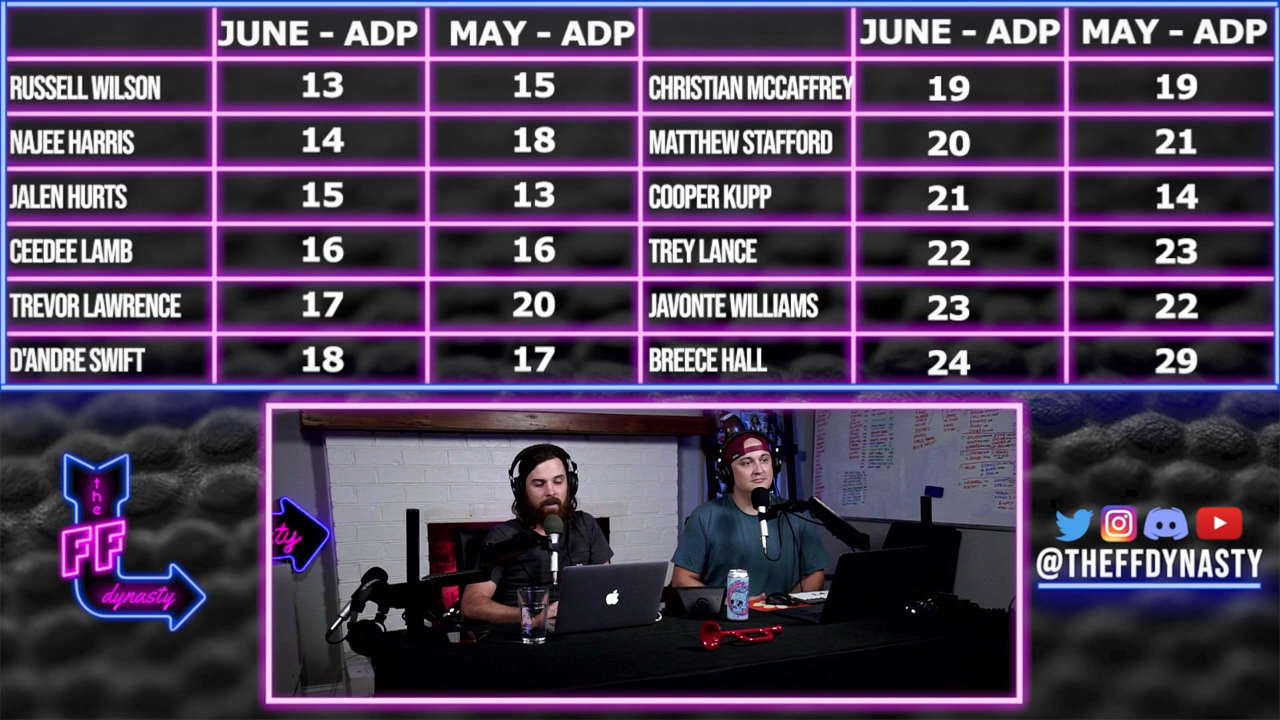 JUNE - ADP MAY - ADP JUNE - ADP MAY - ADP
RUSSELL WILSON 13 15 CHRISTIAN MCCAFFREY 19 19
NAJEE HARRIS 14 18 MATTHEW STAFFORD 20 21
JALEN HURTS 15 13 COOPER KUPP 21 14
CEEDEE LAMB 16 16 TREY LANCE 22 23
TREVOR LAWRENCE 17 20 JAVONTE WILLIAMS 23 22
D'ANDRE SWIFT 18 17 BREECE HALL 24 29
the
FF
dynasty
ty
@THEFFDYNASTY